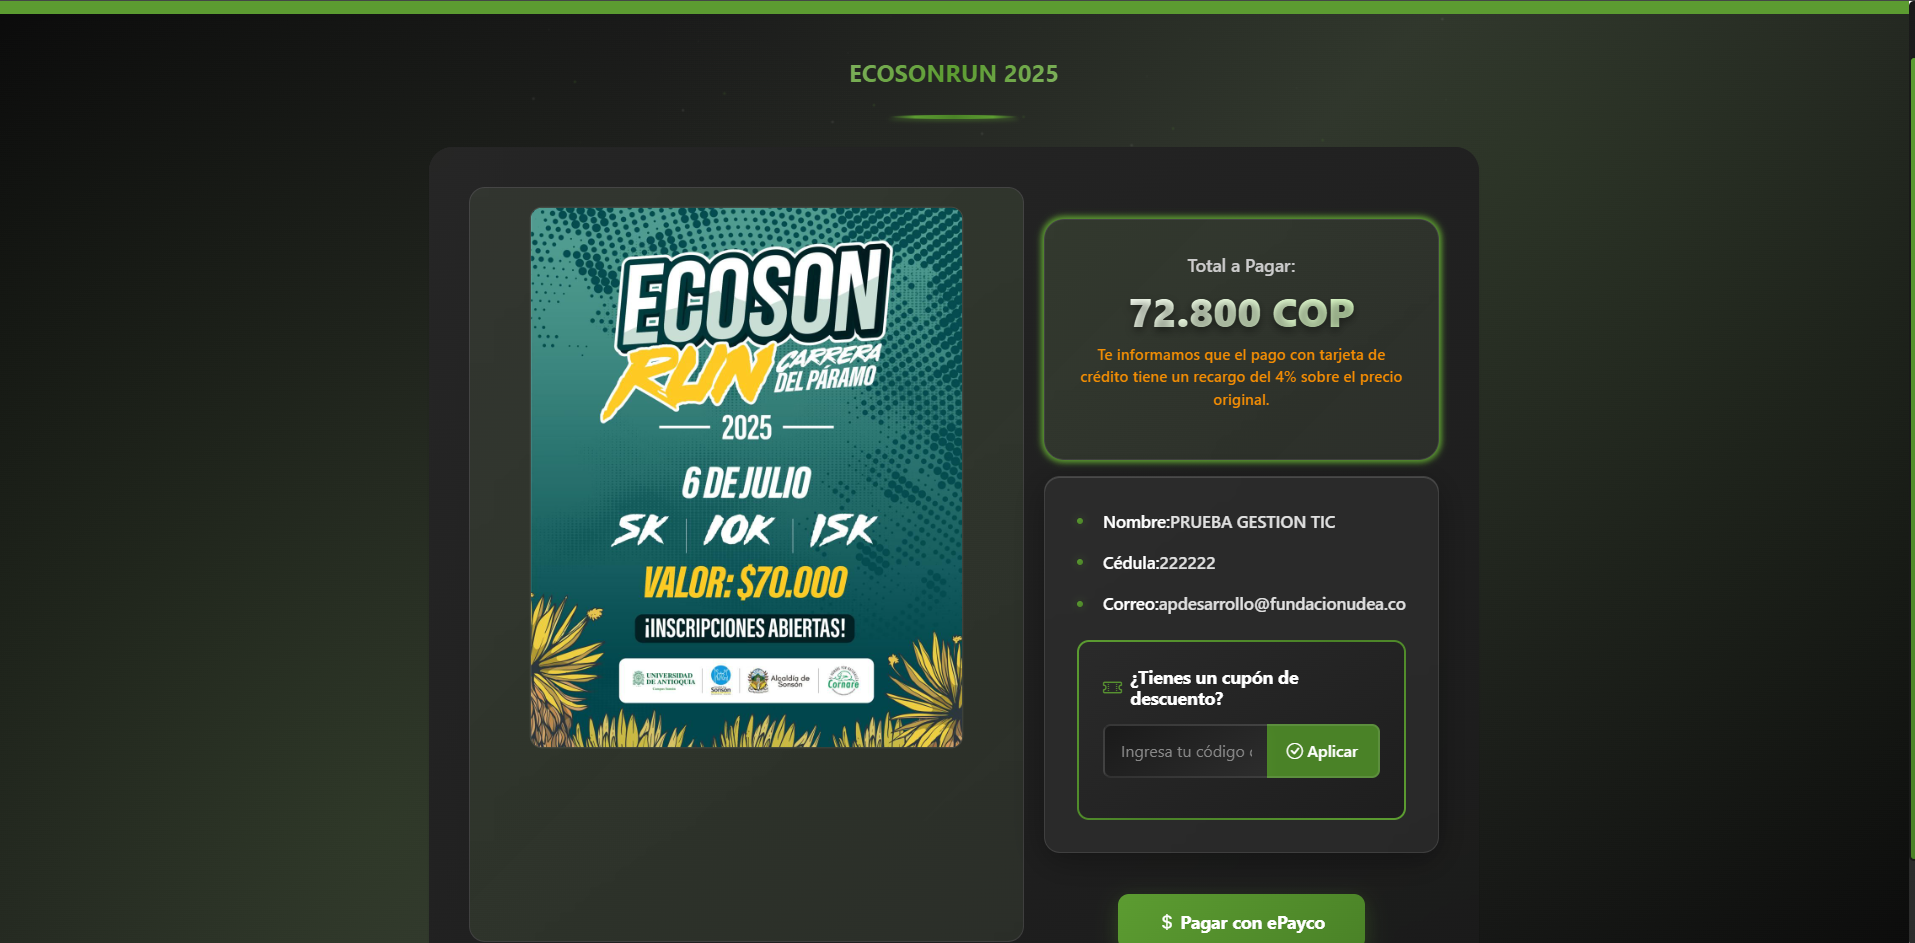 ECOSONRUN 2025
ECOSON
RUN CARRERA
DEL PÁRAMO
2025
6 DE JULIO
5K 10K 15K
VALOR: $70.000
¡INSCRIPCIONES ABIERTAS!
UNIVERSIDAD
DE ANTIOQUIA
Sonsón
Alcaldía de
Sonsón
Cornare
Total a Pagar:
72.800 COP
Te informamos que el pago con tarjeta de
crédito tiene un recargo del 4% sobre el precio
original.
Nombre:PRUEBA GESTION TIC
Cédula:222222
Correo:apdesarrollo@fundacionudea.co
¿Tienes un cupón de
descuento?
Ingresa tu código
Aplicar
$ Pagar con ePayco